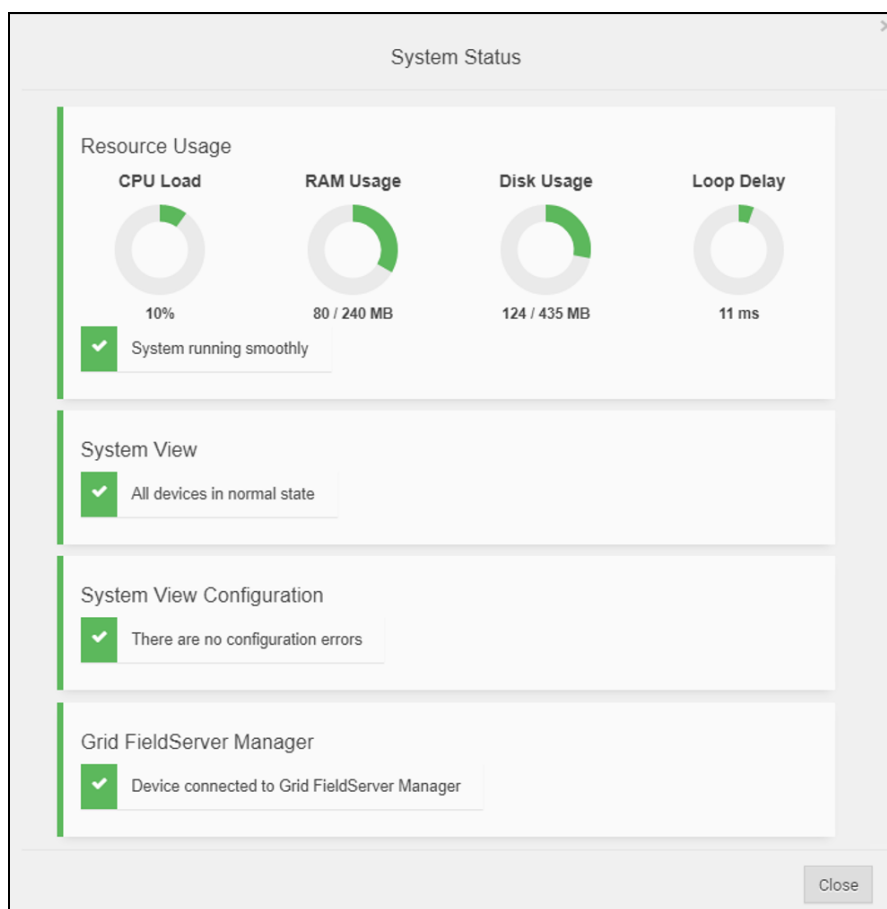 System Status
Resource Usage
CPU Load RAM Usage Disk Usage Loop Delay
10% 80 / 240 MB 124 / 435 MB 11 ms
System running smoothly
System View
All devices in normal state
System View Configuration
There are no configuration errors
Grid FieldServer Manager
Device connected to Grid FieldServer Manager
Close